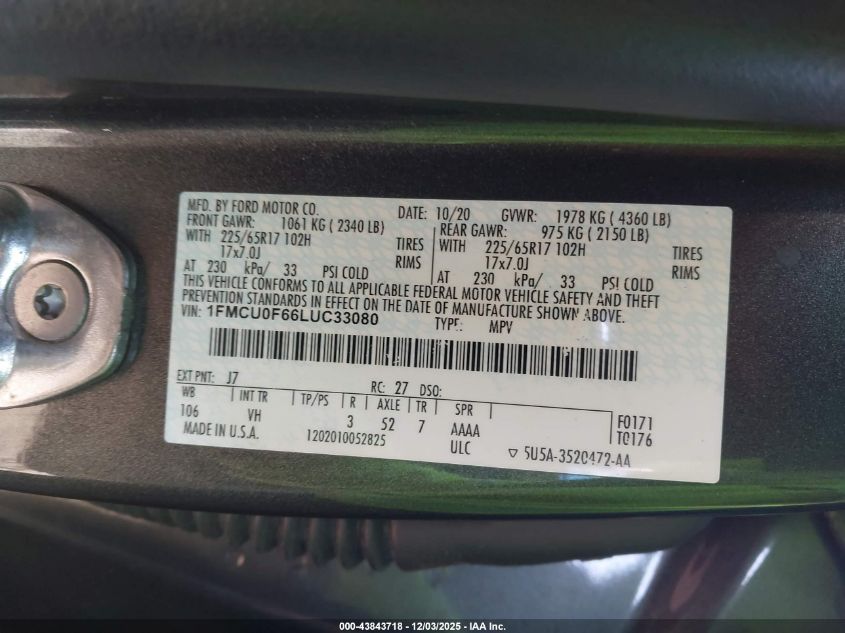 MFD. BY FORD MOTOR CO. DATE: 10/20 GVWR: 1978 KG ( 4360 LB)
FRONT GAWR: 1061 KG ( 2340 LB) REAR GAWR: 975 KG ( 2150 LB)
WITH 225/65R17 102H TIRES WITH 225/65R17 102H TIRES
17x7.0J RIMS 17x7.0J RIMS
AT 230 kPa/ 33 PSI COLD AT 230 kPa/ 33 PSI COLD
THIS VEHICLE CONFORMS TO ALL APPLICABLE FEDERAL MOTOR VEHICLE SAFETY AND THEFT
PREVENTION STANDARDS IN EFFECT ON THE DATE OF MANUFACTURE SHOWN ABOVE.
VIN: 1FMCU0F66LUC33080 TYPE: MPV
EXT PNT: J7 RC: 27 DSO:
WB INT TR TP/PS R AXLE TR SPR
106 VH 3 52 7 AAAA F0171
MADE IN U.S.A. 1202010052825 ULC T0176
▽ 5U5A-3520472-AA
000-43843718 - 12/03/2025 - IAA Inc.